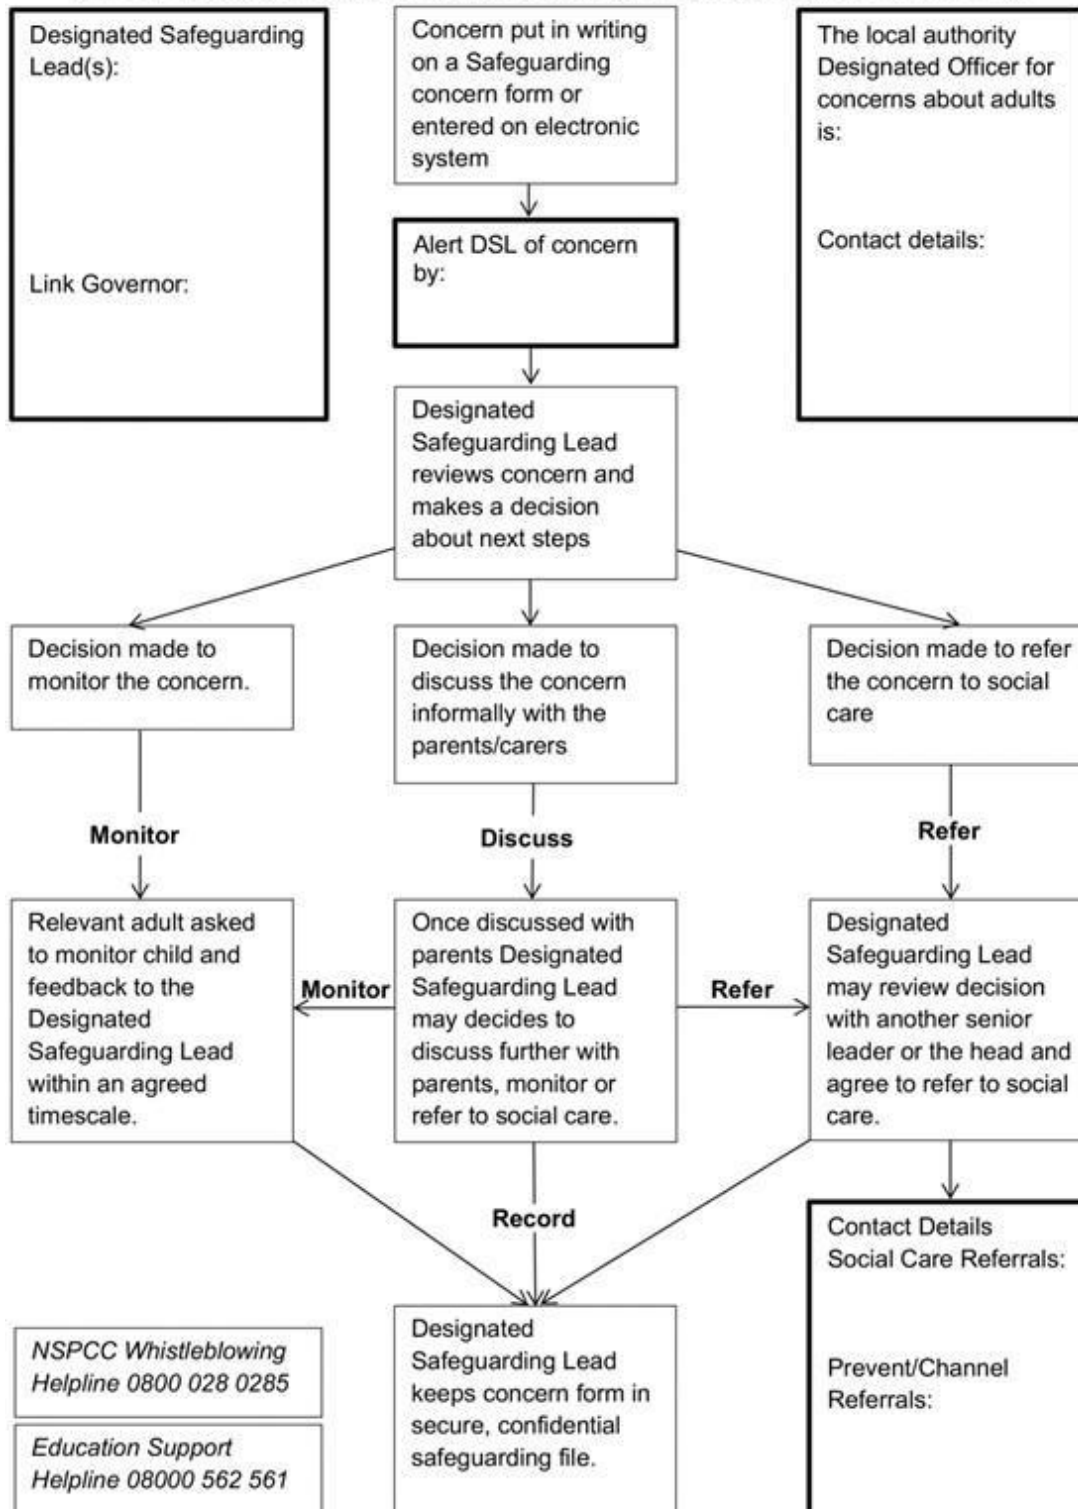 Designated Safeguarding
Lead(s):
Link Governor:
Concern put in writing
on a Safeguarding
concern form or
entered on electronic
system
The local authority
Designated Officer for
concerns about adults
is:
Contact details:
Alert DSL of concern
by:
Designated
Safeguarding Lead
reviews concern and
makes a decision
about next steps
Decision made to
monitor the concern.
Decision made to
discuss the concern
informally with the
parents/carers
Decision made to refer
the concern to social
care
Monitor
Discuss
Refer
Relevant adult asked
to monitor child and
feedback to the
Designated
Safeguarding Lead
within an agreed
timescale.
Monitor
Once discussed with
parents Designated
Safeguarding Lead
may decides to
discuss further with
parents, monitor or
refer to social care.
Refer
Designated
Safeguarding Lead
may review decision
with another senior
leader or the head and
agree to refer to social
care.
Record
Contact Details
Social Care Referrals:
Prevent/Channel
Referrals:
Designated
Safeguarding Lead
keeps concern form in
secure, confidential
safeguarding file.
NSPCC Whistleblowing
Helpline 0800 028 0285
Education Support
Helpline 08000 562 561